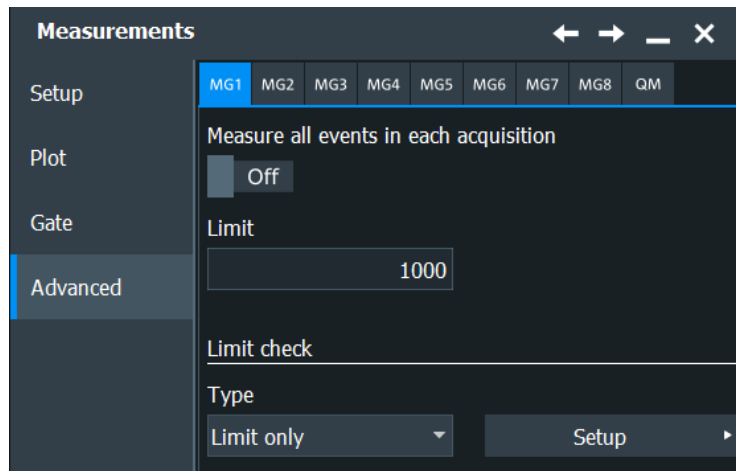 Measurements
Setup
Plot
Gate
Advanced
MG1 MG2 MG3 MG4 MG5 MG6 MG7 MG8 QM
Measure all events in each acquisition
Off
Limit
1000
Limit check
Type
Limit only
Setup